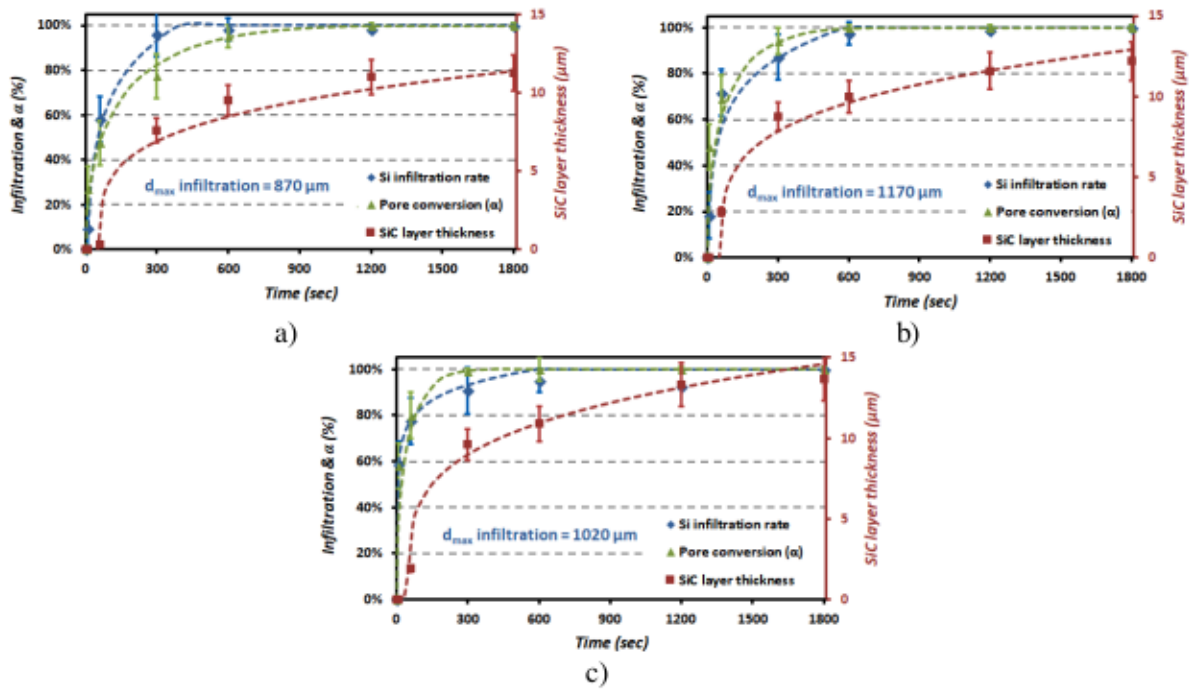 100%
80%
60%
40%
20%
0%
Infiltration & α (%)
15
10
5
0
SiC layer thickness (μm)
d_max infiltration = 870 μm
Si infiltration rate
Pore conversion (α)
SiC layer thickness
0 300 600 900 1200 1500 1800
Time (sec)
a)
100%
80%
60%
40%
20%
0%
Infiltration & α (%)
15
10
5
0
SiC layer thickness (μm)
d_max infiltration = 1170 μm
Si infiltration rate
Pore conversion (α)
SiC layer thickness
0 300 600 900 1200 1500 1800
Time (sec)
b)
100%
80%
60%
40%
20%
0%
Infiltration & α (%)
15
10
5
0
SiC layer thickness (μm)
d_max infiltration = 1020 μm
Si infiltration rate
Pore conversion (α)
SiC layer thickness
0 300 600 900 1200 1500 1800
Time (sec)
c)